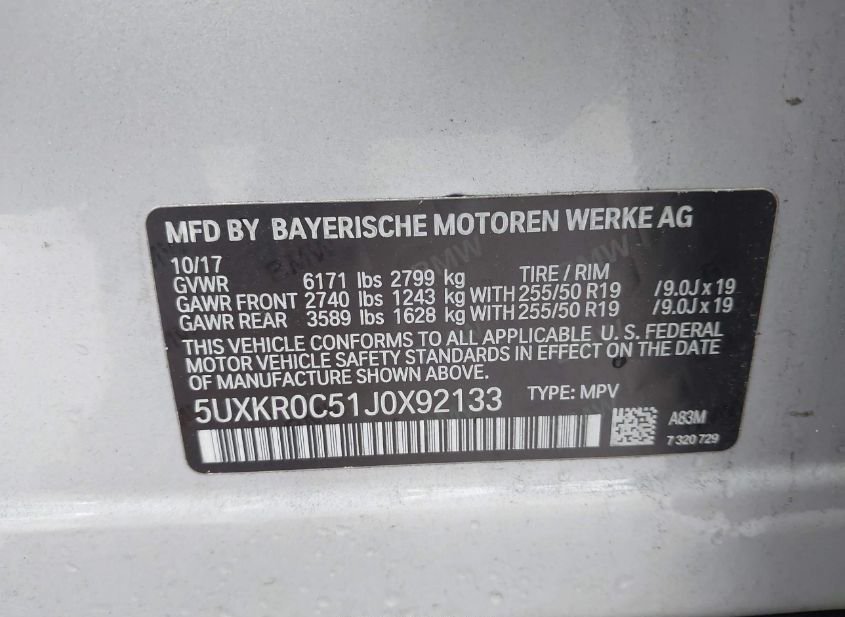 MFD BY BAYERISCHE MOTOREN WERKE AG
10/17
TIRE / RIM
GVWR 6171 lbs 2799 kg
GAWR FRONT 2740 lbs 1243 kg WITH 255/50 R19 /9.0J x 19
GAWR REAR 3589 lbs 1628 kg WITH 255/50 R19 /9.0J x 19
THIS VEHICLE CONFORMS TO ALL APPLICABLE U. S. FEDERAL
MOTOR VEHICLE SAFETY STANDARDS IN EFFECT ON THE DATE
OF MANUFACTURE SHOWN ABOVE.
5UXKR0C51J0X92133 TYPE: MPV
A83M
7 320 729